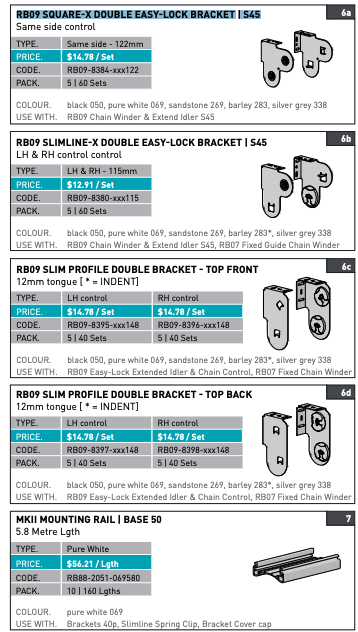 RB09 SQUARE-X DOUBLE EASY-LOCK BRACKET | S45
6a
Same side control
TYPE. Same side - 122mm
PRICE. $14.78 / Set
CODE. RB09-8384-xxx122
PACK. 5 | 60 Sets
COLOUR. black 050, pure white 069, sandstone 269, barley 283, silver grey 338
USE WITH. RB09 Chain Winder & Extend Idler S45
RB09 SLIMLINE-X DOUBLE EASY-LOCK BRACKET | S45
6b
LH & RH control control
TYPE. LH & RH - 115mm
PRICE. $12.91 / Set
CODE. RB09-8380-xxx115
PACK. 5 | 60 Sets
COLOUR. black 050, pure white 069, sandstone 269, barley 283*, silver grey 338
USE WITH. RB09 Chain Winder & Extend Idler S45, RB07 Fixed Guide Chain Winder
RB09 SLIM PROFILE DOUBLE BRACKET - TOP FRONT
6c
12mm tongue [ * = INDENT]
TYPE. LH control RH control
PRICE. $14.78 / Set $14.78 / Set
CODE. RB09-8395-xxx148 RB09-8396-xxx148
PACK. 5 | 40 Sets 5 | 40 Sets
COLOUR. black 050, pure white 069, sandstone 269, barley 283*, silver grey 338
USE WITH. RB09 Easy-Lock Extended Idler & Chain Control, RB07 Fixed Chain Winder
RB09 SLIM PROFILE DOUBLE BRACKET - TOP BACK
6d
12mm tongue [ * = INDENT]
TYPE. LH control RH control
PRICE. $14.78 / Set $14.78 / Set
CODE. RB09-8397-xxx148 RB09-8398-xxx148
PACK. 5 | 40 Sets 5 | 40 Sets
COLOUR. black 050, pure white 069, sandstone 269, barley 283*, silver grey 338
USE WITH. RB09 Easy-Lock Extended Idler & Chain Control, RB07 Fixed Chain Winder
MKII MOUNTING RAIL | BASE 50
7
5.8 Metre Lgth
TYPE. Pure White
PRICE. $56.21 / Lgth
CODE. RB88-2051-069580
PACK. 10 | 160 Lgths
COLOUR. pure white 069
USE WITH. Brackets 40p, Slimline Spring Clip, Bracket Cover cap